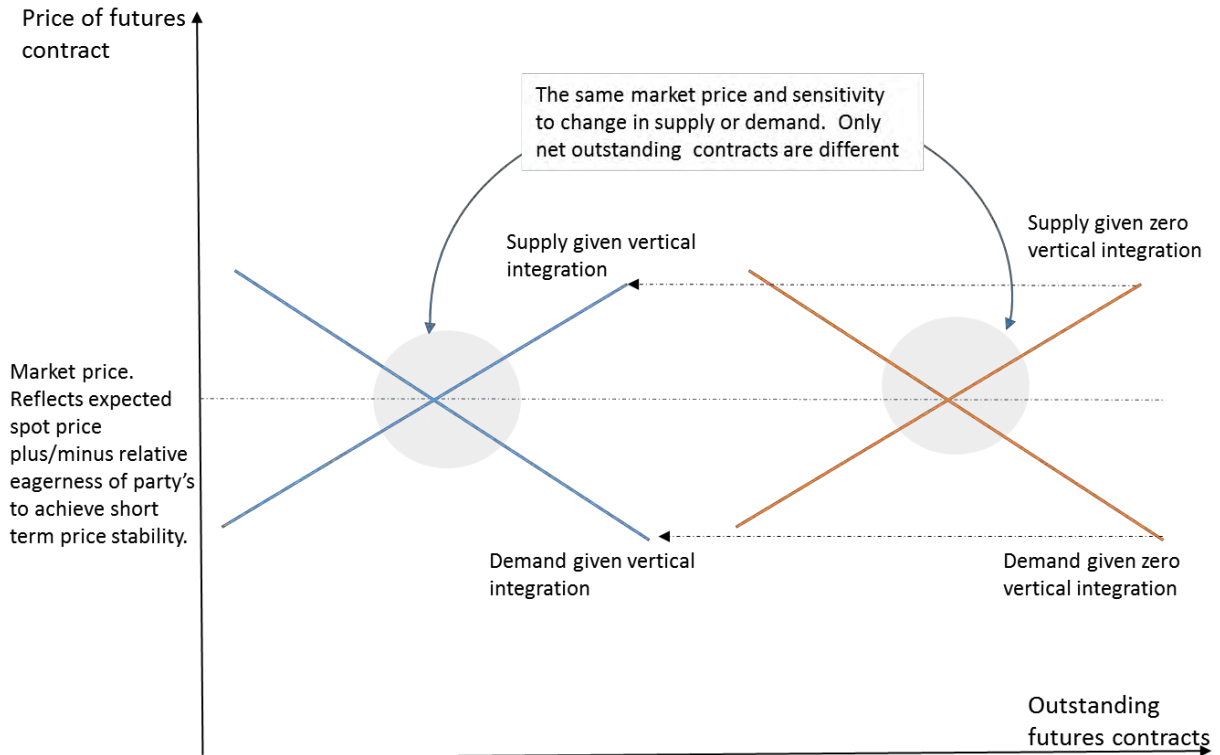 Price of futures
contract
The same market price and sensitivity
to change in supply or demand.  Only
net outstanding  contracts are different
Supply given vertical
integration
Supply given zero
vertical integration
Market price.
Reflects expected
spot price
plus/minus relative
eagerness of party's
to achieve short
term price stability.
Demand given vertical
integration
Demand given zero
vertical integration
Outstanding
futures contracts